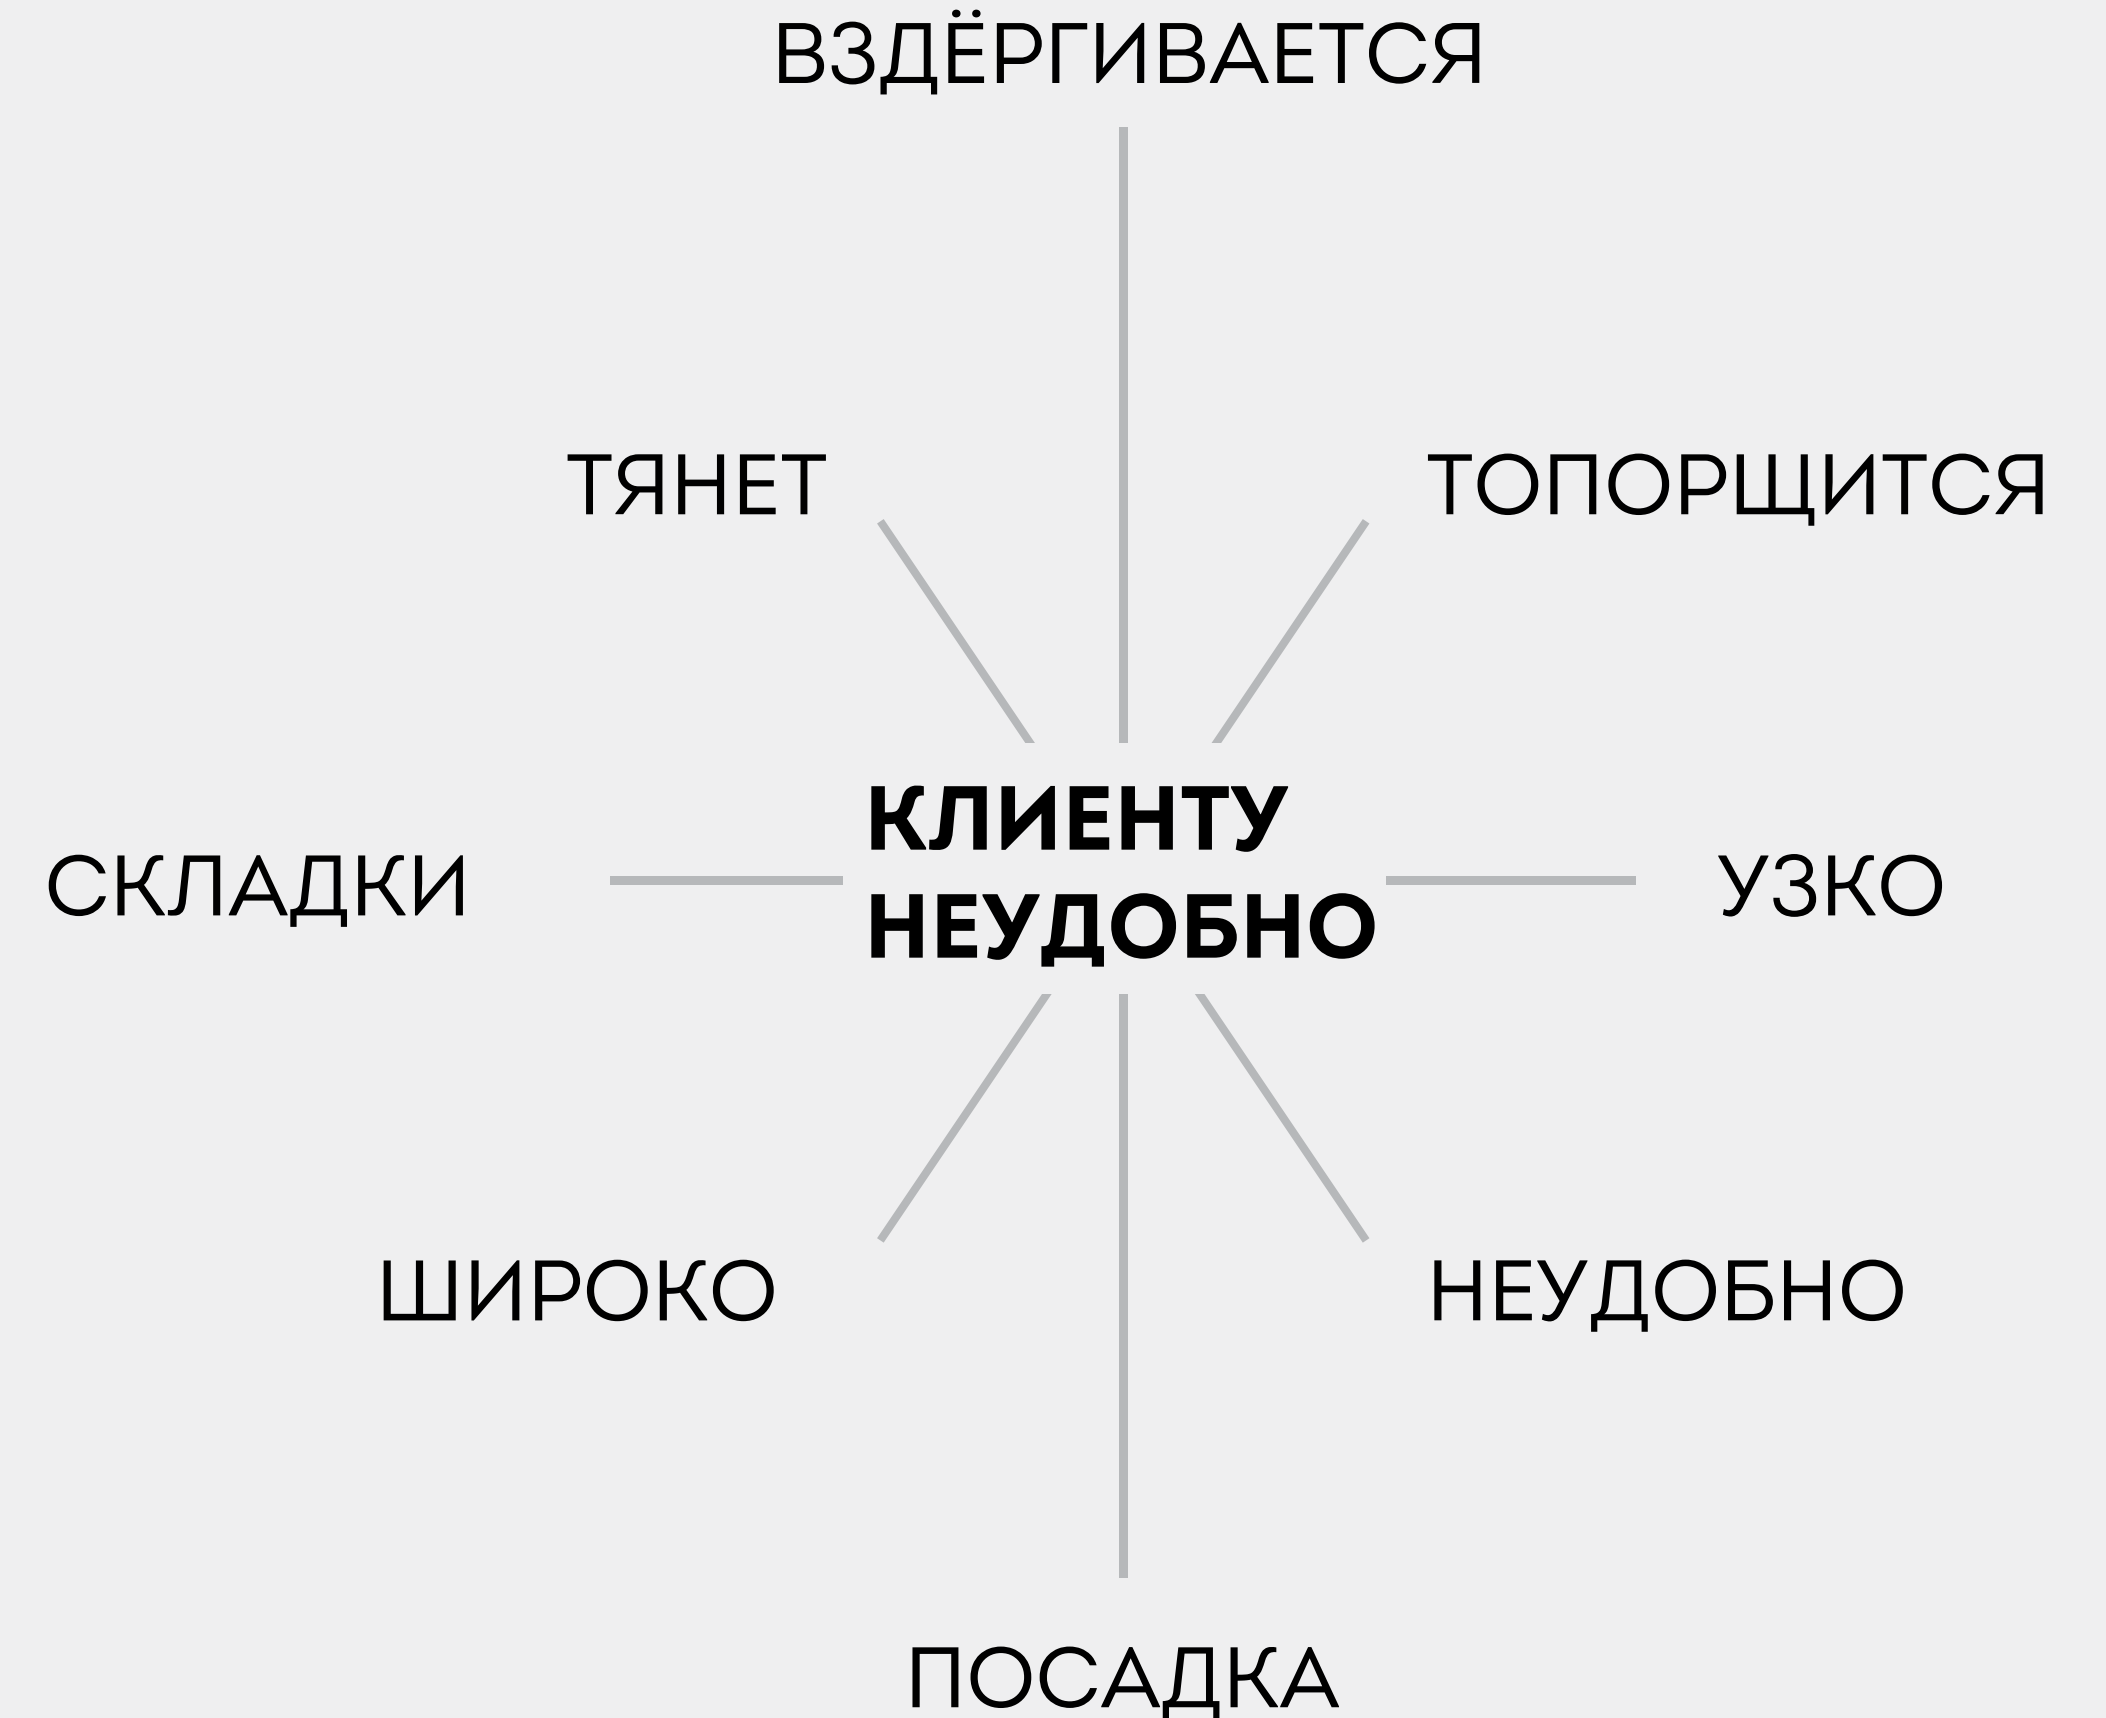 ВЗДЁРГИВАЕТСЯ
ТЯНЕТ
ТОПОРЩИТСЯ
КЛИЕНТУ
НЕУДОБНО
СКЛАДКИ
УЗКО
ШИРОКО
НЕУДОБНО
ПОСАДКА